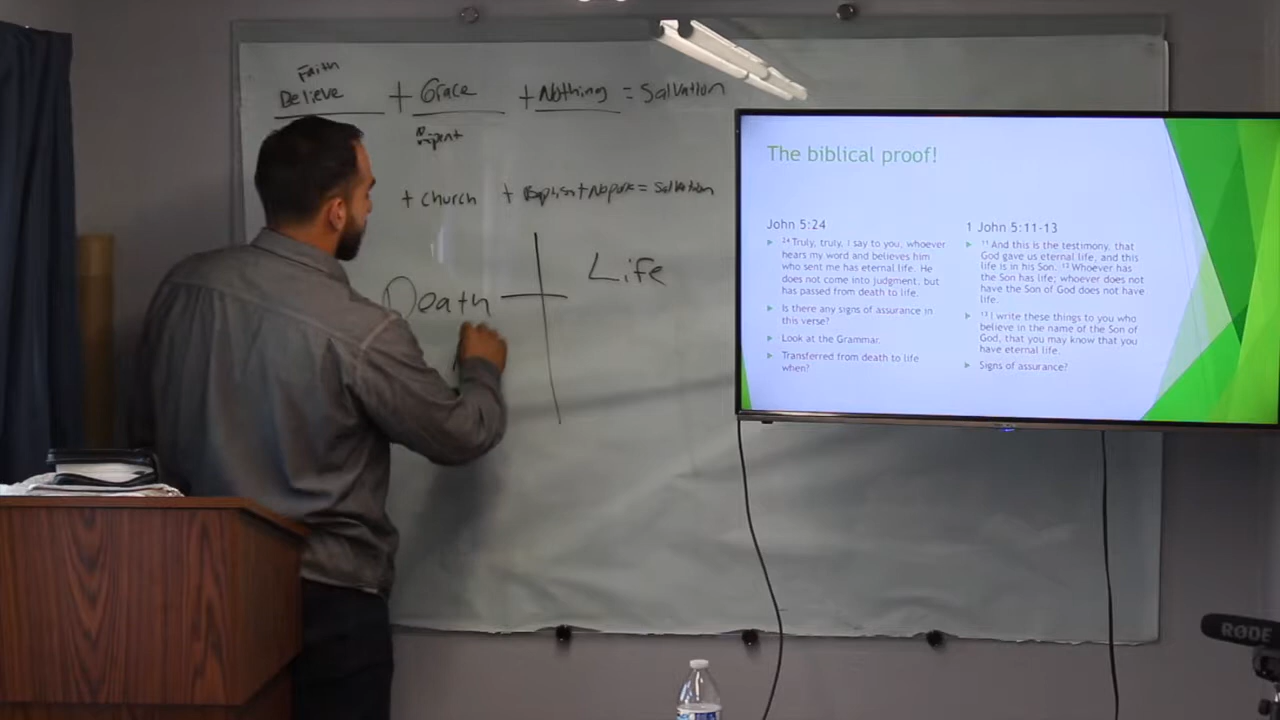 Faith
Believe + Grace + Nothing = Salvation
Repent
+ Church + Baptism + No pork = Salvation
Death
Life
The biblical proof!
John 5:24
24 Truly, truly, I say to you, whoever
hears my word and believes him
who sent me has eternal life. He
does not come into judgment, but
has passed from death to life.
Is there any signs of assurance in
this verse?
Look at the Grammar.
Transferred from death to life
when?
1 John 5:11-13
11 And this is the testimony, that
God gave us eternal life, and this
life is in his Son. 12 Whoever has
the Son has life; whoever does not
have the Son of God does not have
life.
13 I write these things to you who
believe in the name of the Son of
God, that you may know that you
have eternal life.
Signs of assurance?
RØDE